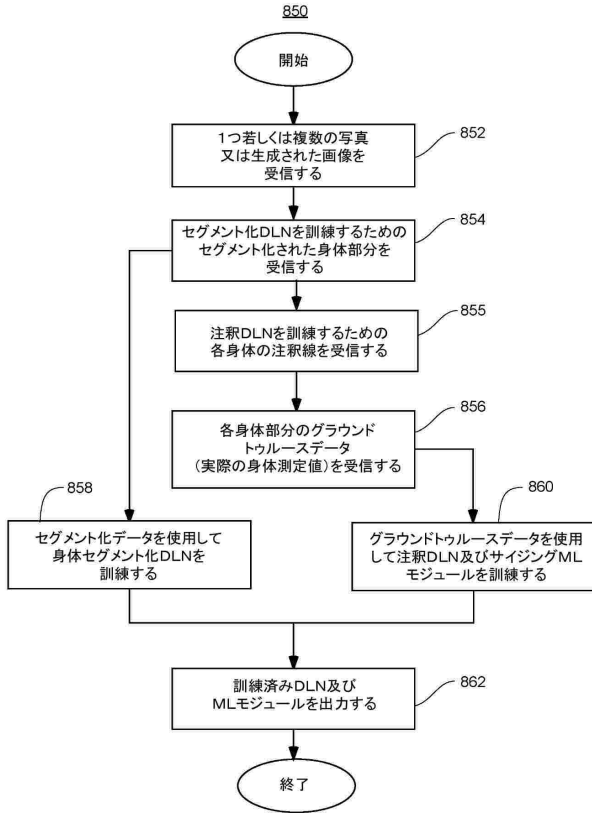 850
開始
1つ若しくは複数の写真
又は生成された画像を
受信する
852
セグメント化DLNを訓練するための
セグメント化された身体部分を
受信する
854
注釈DLNを訓練するための
各身体の注釈線を受信する
855
各身体部分のグラウンド
トゥルースデータ
(実際の身体測定値)を受信する
856
858
セグメント化データを使用して
身体セグメント化DLNを
訓練する
860
グラウンドトゥルースデータを使用
して注釈DLN及びサイジングML
モジュールを訓練する
訓練済みDLN及び
MLモジュールを出力する
862
終了